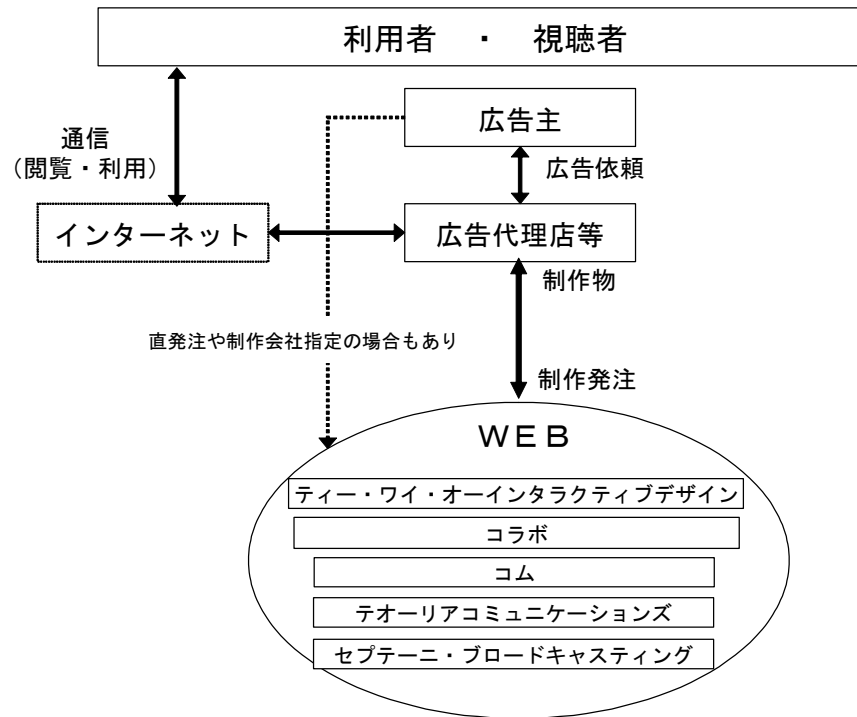 利用者　・　視聴者
広告主
通信
（閲覧・利用）
広告依頼
インターネット
広告代理店等
制作物
直発注や制作会社指定の場合もあり
制作発注
ＷＥＢ
ティー・ワイ・オーインタラクティブデザイン
コラボ
コム
テオーリアコミュニケーションズ
セプテーニ・ブロードキャスティング